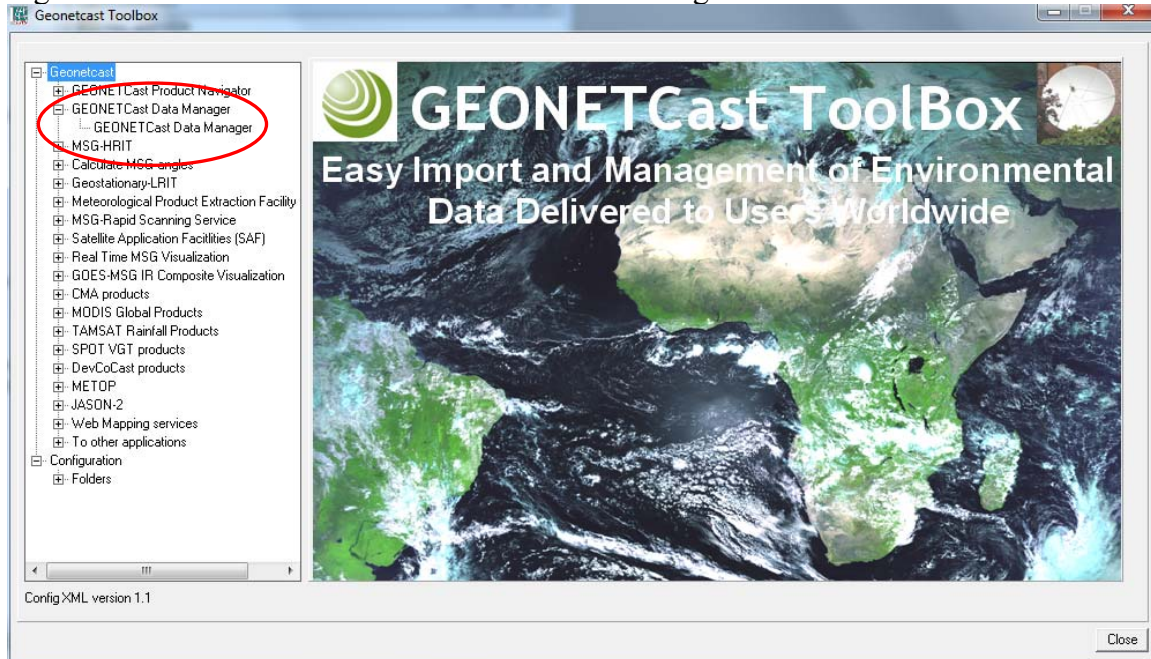 Geonetcast Toolbox
Geonetcast
GEONETCast Product Navigator
GEONETCast Data Manager
GEONETCast Data Manager
MSG-HRIT
Calculate MSG angles
Geostationary-LRIT
Meteorological Product Extraction Facility
MSG-Rapid Scanning Service
Satellite Application Facitlities (SAF)
Real Time MSG Visualization
GOES-MSG IR Composite Visualization
CMA products
MODIS Global Products
TAMSAT Rainfall Products
SPOT VGT products
DevCoCast products
METOP
JASON-2
Web Mapping services
To other applications
Configuration
Folders
GEONETCast ToolBox
Easy Import and Management of Environmental
Data Delivered to Users Worldwide
Config XML version 1.1
Close